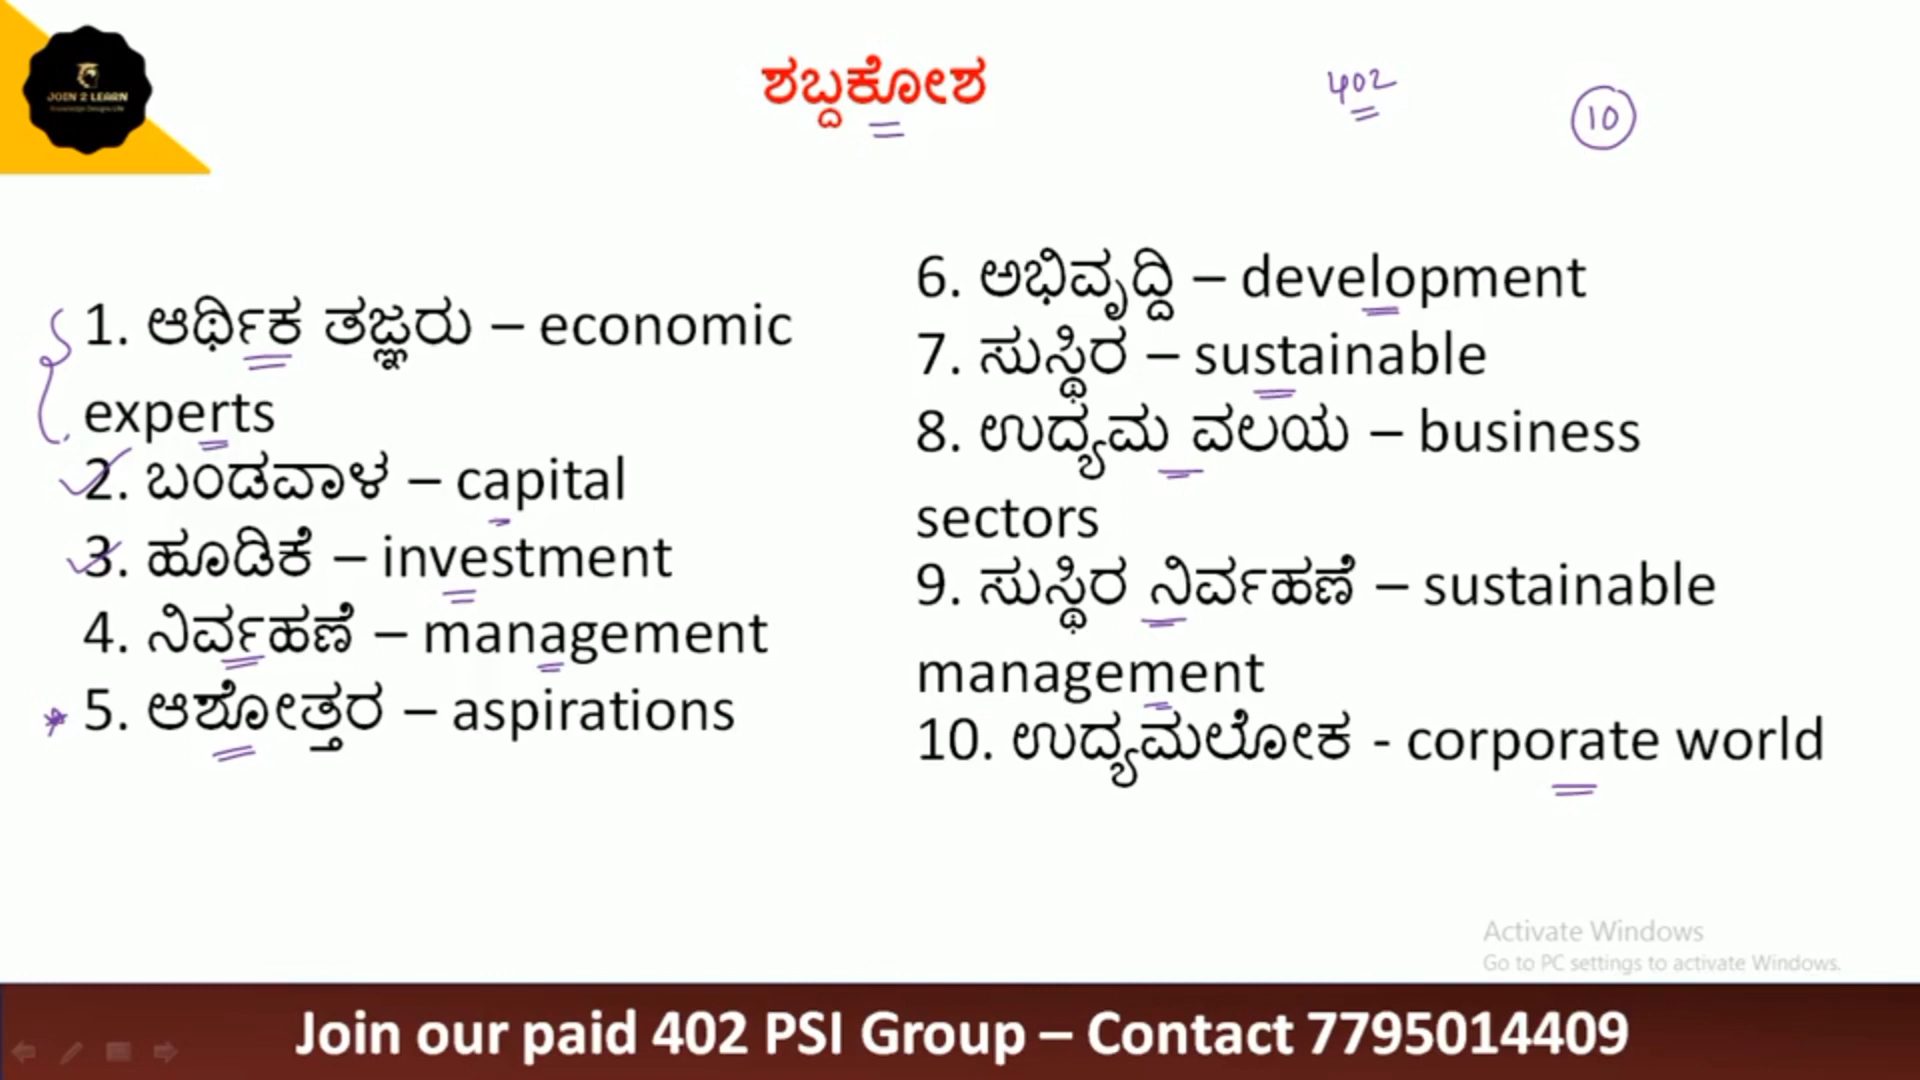 JOIN 2 LEARN
Knowledge Designs Life
ಶಬ್ದಕೋಶ
402
10
1. ಆರ್ಥಿಕ ತಜ್ಞರು – economic
experts
2. ಬಂಡವಾಳ – capital
3. ಹೂಡಿಕೆ – investment
4. ನಿರ್ವಹಣೆ – management
5. ಆಶೋತ್ತರ – aspirations
6. ಅಭಿವೃದ್ದಿ – development
7. ಸುಸ್ಥಿರ – sustainable
8. ಉದ್ಯಮ ವಲಯ – business
sectors
9. ಸುಸ್ಥಿರ ನಿರ್ವಹಣೆ – sustainable
management
10. ಉದ್ಯಮಲೋಕ - corporate world
Activate Windows
Go to PC settings to activate Windows.
Join our paid 402 PSI Group – Contact 7795014409